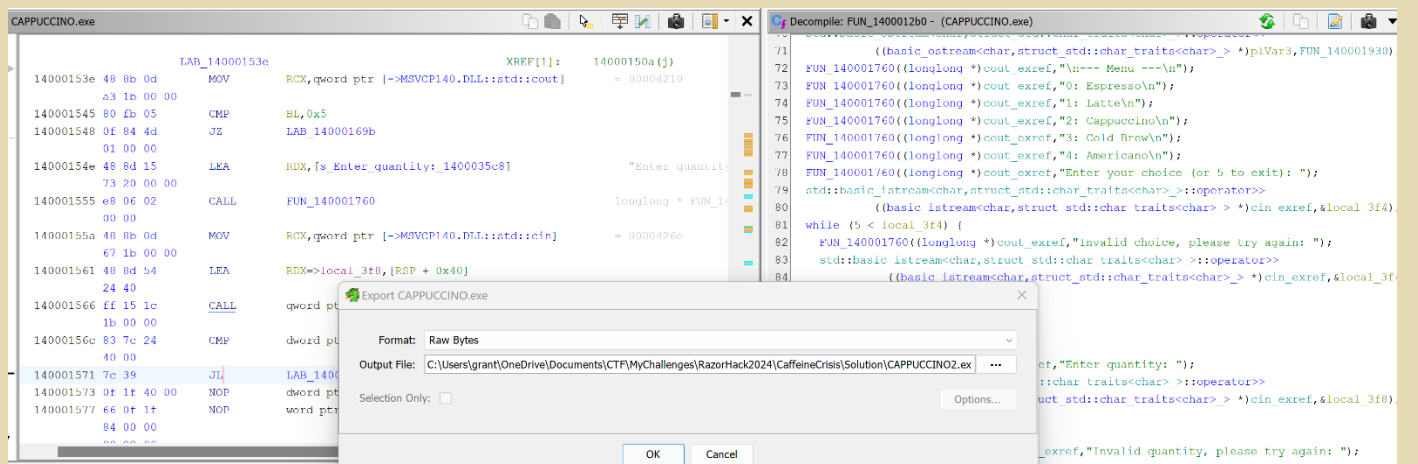 CAPPUCCINO.exe
LAB_14000153e XREF[1]: 14000150a(j)
14000153e 48 8b 0d MOV RCX,qword ptr [->MSVCP140.DLL::std::cout] = 00004210
a3 1b 00 00
140001545 80 fb 05 CMP BL,0x5
140001548 0f 84 4d JZ LAB_14000169b
01 00 00
14000154e 48 8d 15 LEA RDX,[s_Enter_quantity:_1400035c8] "Enter quantity
73 20 00 00
140001555 e8 06 02 CALL FUN_140001760 longlong * FUN_14
00 00
14000155a 48 8b 0d MOV RCX,qword ptr [->MSVCP140.DLL::std::cin] = 0000426e
67 1b 00 00
140001561 48 8d 54 LEA RDX=>local_3f8,[RSP + 0x40]
24 40
140001566 ff 15 1c CALL qword pt
1b 00 00
14000156c 83 7c 24 CMP dword pt
40 00
140001571 7c 39 JL LAB_1400
140001573 0f 1f 40 00 NOP dword pt
140001577 66 0f 1f NOP word ptr
84 00 00
Decompile: FUN_1400012b0 - (CAPPUCCINO.exe)
71 ((basic_ostream<char,struct_std::char_traits<char>_> *)plVar3,FUN_140001930)
72 FUN_140001760((longlong *)cout_exref,"\n--- Menu ---\n");
73 FUN_140001760((longlong *)cout_exref,"0: Espresso\n");
74 FUN_140001760((longlong *)cout_exref,"1: Latte\n");
75 FUN_140001760((longlong *)cout_exref,"2: Cappuccino\n");
76 FUN_140001760((longlong *)cout_exref,"3: Cold Brew\n");
77 FUN_140001760((longlong *)cout_exref,"4: Americano\n");
78 FUN_140001760((longlong *)cout_exref,"Enter your choice (or 5 to exit): ");
79 std::basic_istream<char,struct_std::char_traits<char>_>::operator>>
80 ((basic_istream<char,struct_std::char_traits<char>_> *)cin_exref,&local_3f4)
81 while (5 < local_3f4) {
82 FUN_140001760((longlong *)cout_exref,"Invalid choice, please try again: ");
83 std::basic_istream<char,struct_std::char_traits<char>_>::operator>>
84 ((basic_istream<char,struct_std::char_traits<char>_> *)cin_exref,&local_3f
ef,"Enter quantity: ");
::char_traits<char>_>::operator>>
uct_std::char_traits<char>_> *)cin_exref,&local_3f8)
_exref,"Invalid quantity, please try again: ");
Export CAPPUCCINO.exe
Format: Raw Bytes
Output File: C:\Users\grant\OneDrive\Documents\CTF\MyChallenges\RazorHack2024\CaffeineCrisis\Solution\CAPPUCCINO2.ex ...
Selection Only: Options...
OK Cancel